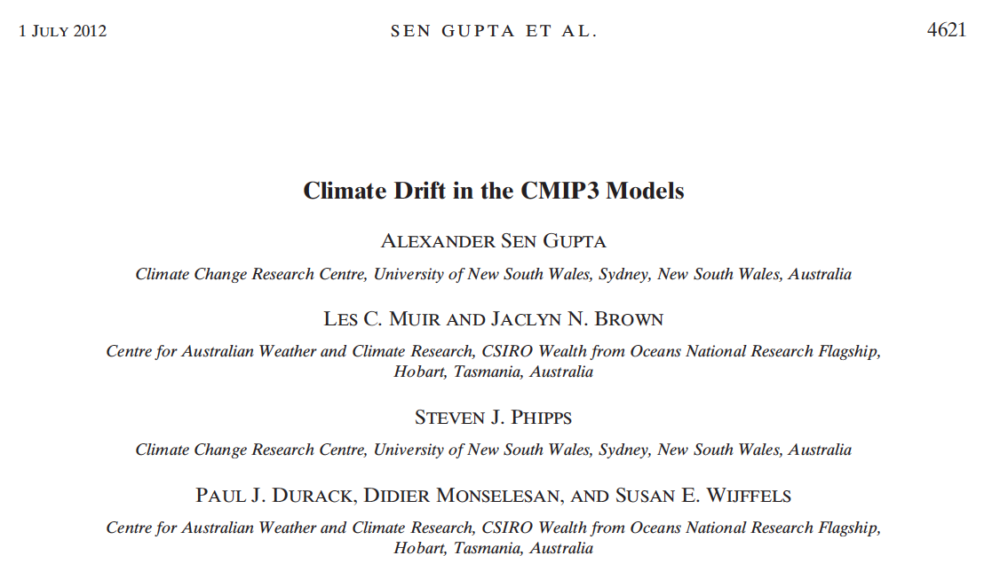 1 JULY 2012
SEN GUPTA ET AL.
4621
Climate Drift in the CMIP3 Models
ALEXANDER SEN GUPTA
Climate Change Research Centre, University of New South Wales, Sydney, New South Wales, Australia
LES C. MUIR AND JACLYN N. BROWN
Centre for Australian Weather and Climate Research, CSIRO Wealth from Oceans National Research Flagship,
Hobart, Tasmania, Australia
STEVEN J. PHIPPS
Climate Change Research Centre, University of New South Wales, Sydney, New South Wales, Australia
PAUL J. DURACK, DIDIER MONSELESAN, AND SUSAN E. WIJFFELS
Centre for Australian Weather and Climate Research, CSIRO Wealth from Oceans National Research Flagship,
Hobart, Tasmania, Australia